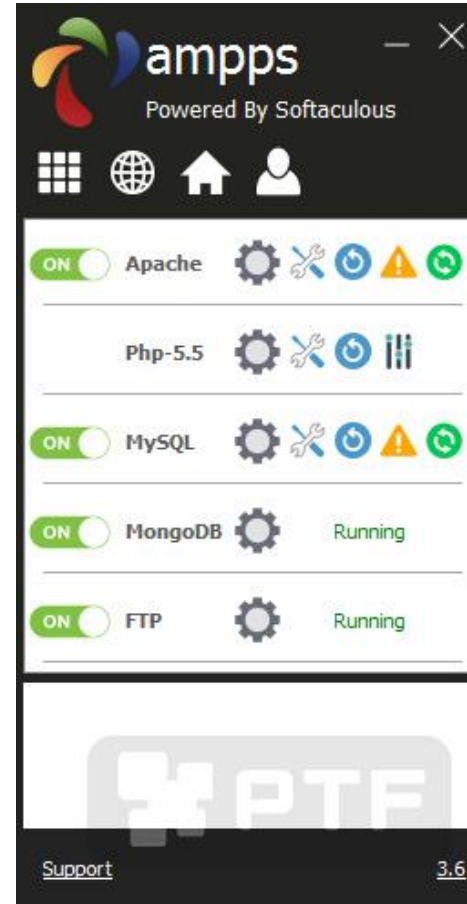 ampps
Powered By Softaculous
ON Apache
Php-5.5
ON MySQL
ON MongoDB Running
ON FTP Running
PTF
Support 3.6